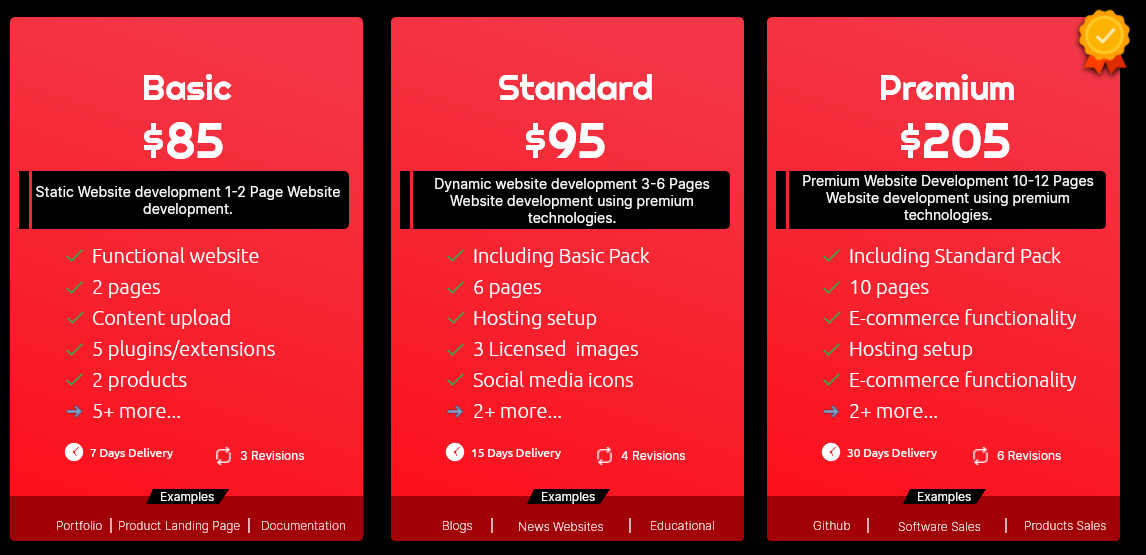 Basic
$85
Static Website development 1-2 Page Website
development.
Functional website
2 pages
Content upload
5 plugins/extensions
2 products
5+ more...
7 Days Delivery
3 Revisions
Examples
Portfolio | Product Landing Page | Documentation
Standard
$95
Dynamic website development 3-6 Pages
Website development using premium
technologies.
Including Basic Pack
6 pages
Hosting setup
3 Licensed  images
Social media icons
2+ more...
15 Days Delivery
4 Revisions
Examples
Blogs | News Websites | Educational
Premium
$205
Premium Website Development 10-12 Pages
Website development using premium
technologies.
Including Standard Pack
10 pages
E-commerce functionality
Hosting setup
E-commerce functionality
2+ more...
30 Days Delivery
6 Revisions
Examples
Github | Software Sales | Products Sales